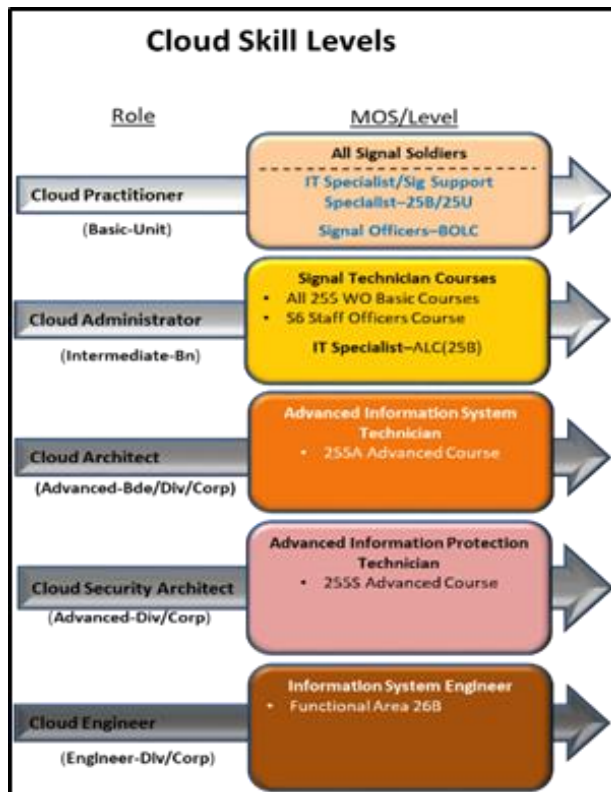 Cloud Skill Levels
Role
MOS/Level
All Signal Soldiers
IT Specialist/Sig Support
Specialist–25B/25U
Signal Officers–BOLC
Cloud Practitioner
(Basic-Unit)
Signal Technician Courses
• All 255 WO Basic Courses
• S6 Staff Officers Course
IT Specialist–ALC(25B)
Cloud Administrator
(Intermediate-Bn)
Advanced Information System
Technician
• 255A Advanced Course
Cloud Architect
(Advanced-Bde/Div/Corp)
Advanced Information Protection
Technician
• 255S Advanced Course
Cloud Security Architect
(Advanced-Div/Corp)
Information System Engineer
• Functional Area 26B
Cloud Engineer
(Engineer-Div/Corp)